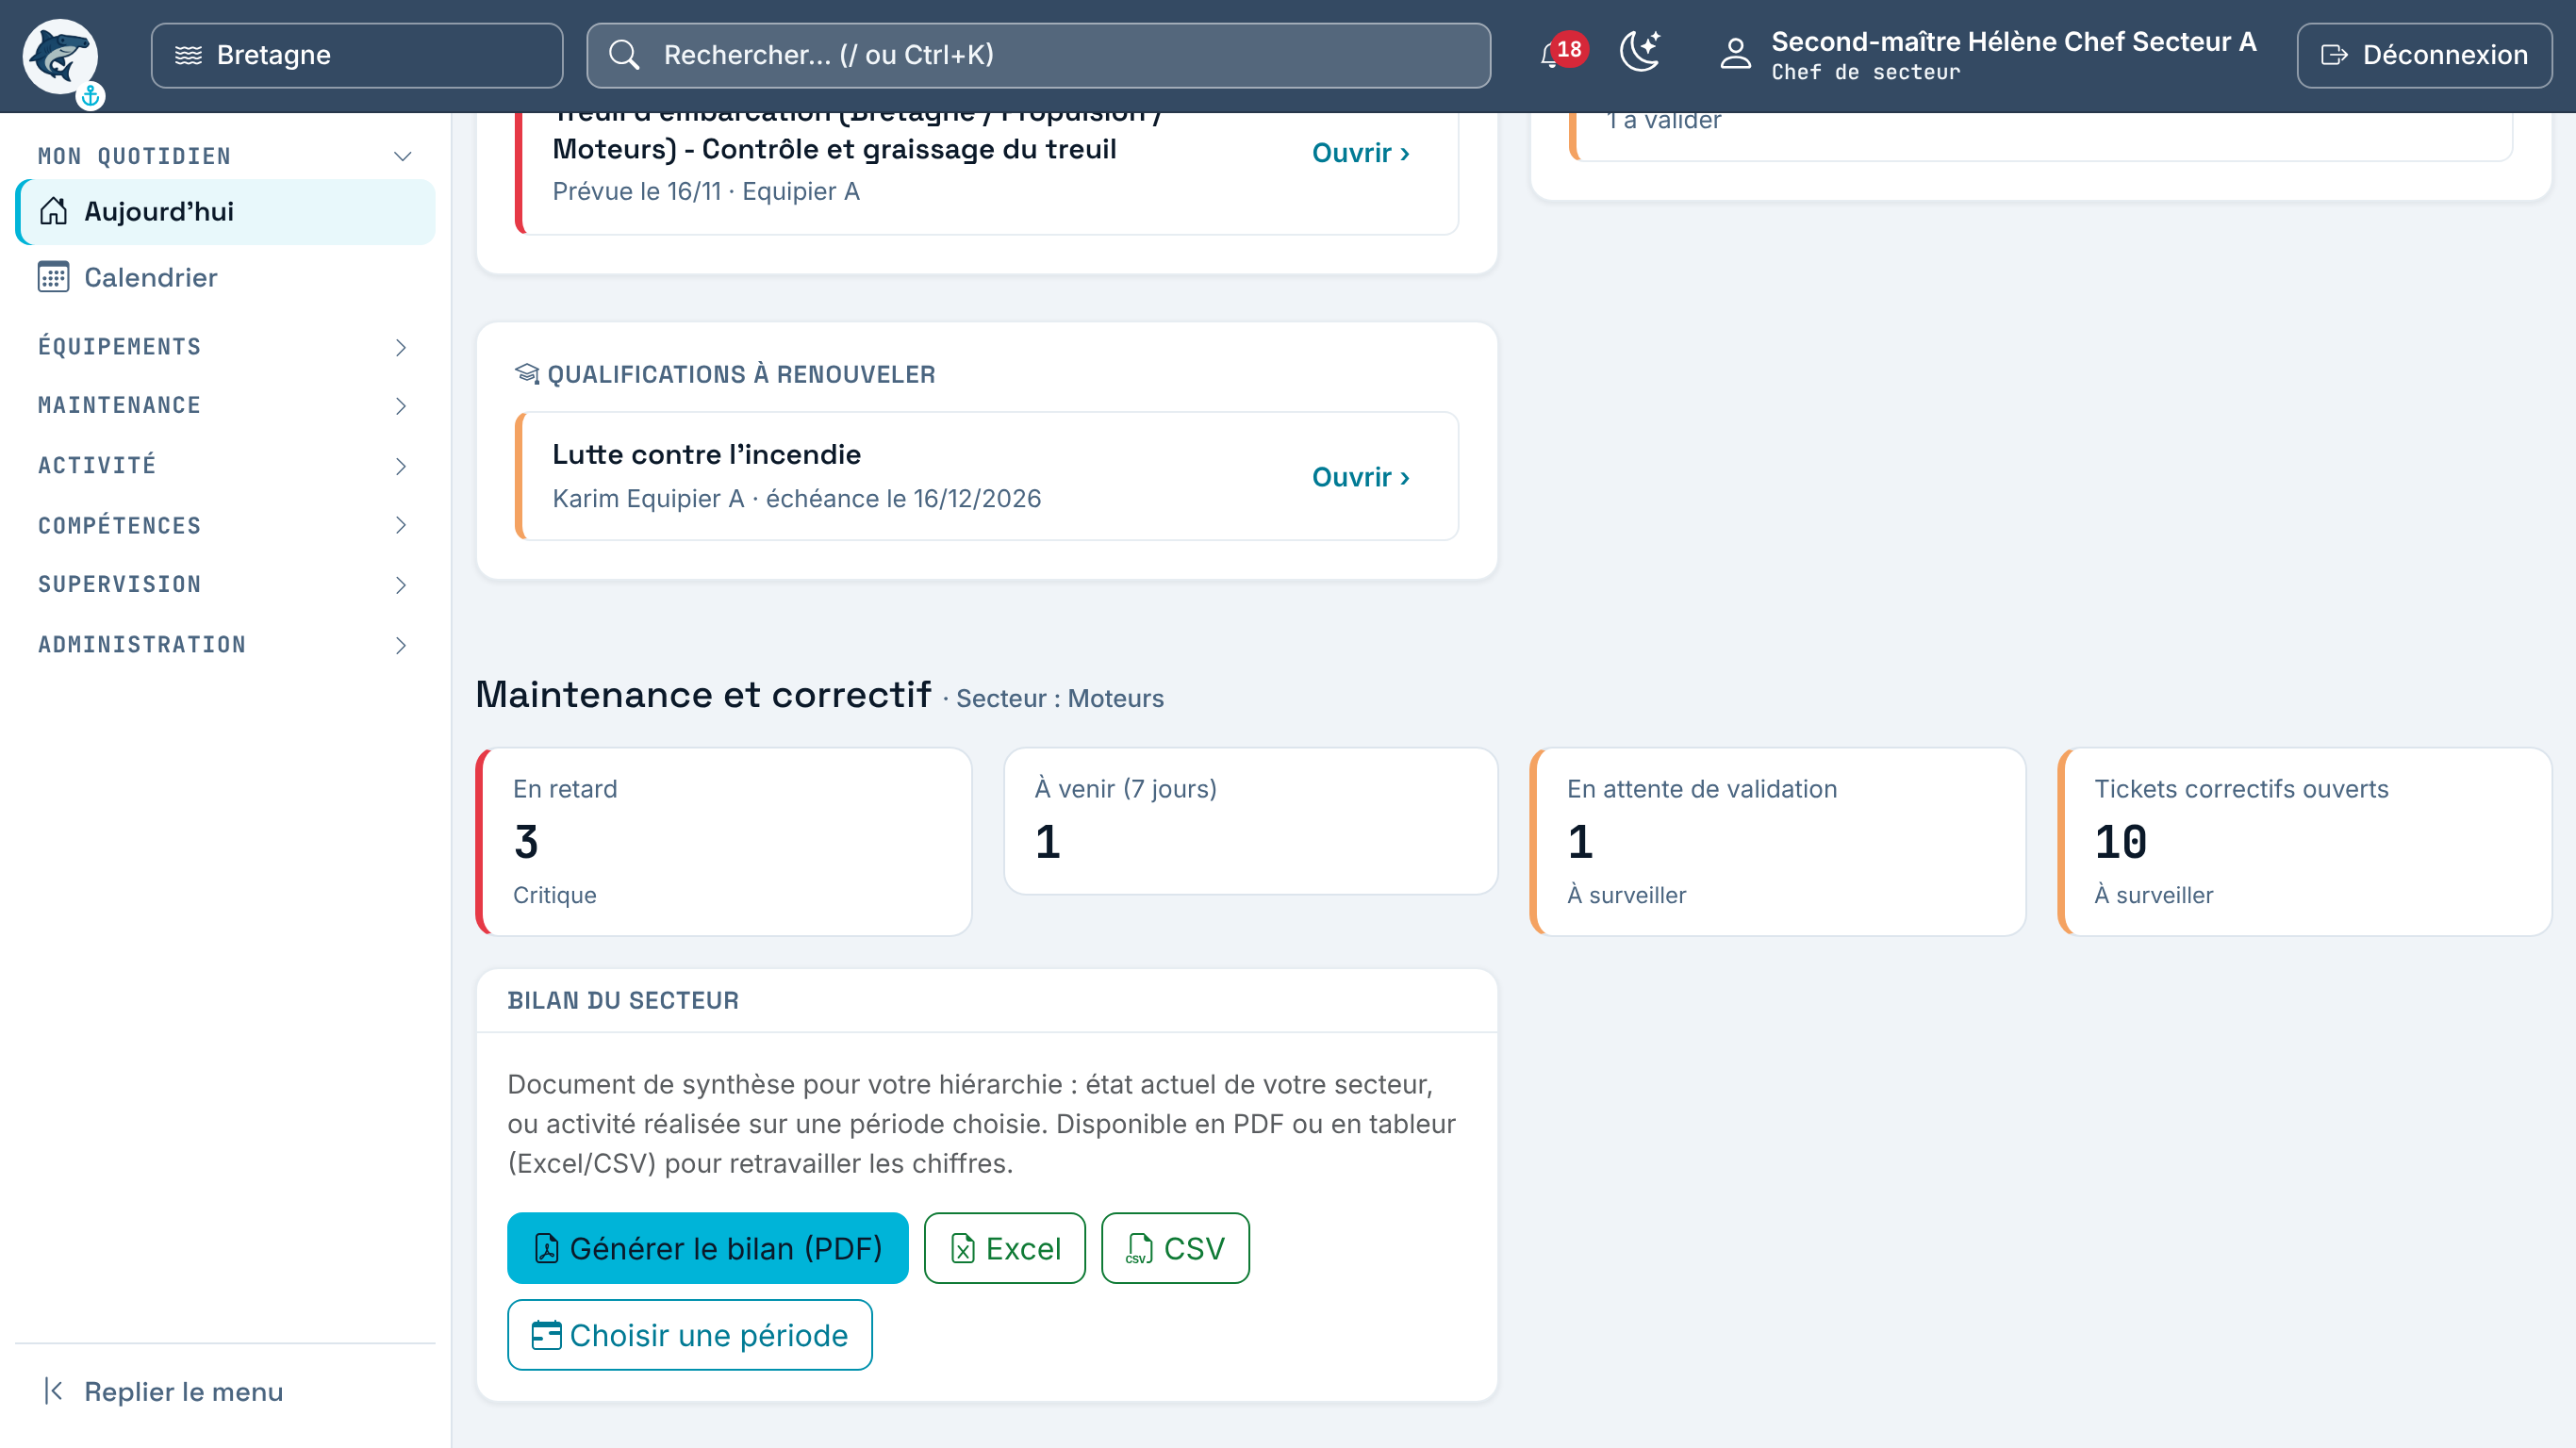 Bretagne
Rechercher... (/ ou Ctrl+K)
18
Second-maître Hélène Chef Secteur A
Chef de secteur
Déconnexion
MON QUOTIDIEN
Aujourd'hui
Calendrier
ÉQUIPEMENTS
MAINTENANCE
ACTIVITÉ
COMPÉTENCES
SUPERVISION
ADMINISTRATION
Replier le menu
Treuil d'embarcation (Bretagne / Propulsion /
Moteurs) - Contrôle et graissage du treuil
Prévue le 16/11 · Equipier A
Ouvrir ›
1 à valider
QUALIFICATIONS À RENOUVELER
Lutte contre l'incendie
Karim Equipier A · échéance le 16/12/2026
Ouvrir ›
Maintenance et correctif · Secteur : Moteurs
En retard
3
Critique
À venir (7 jours)
1
En attente de validation
1
À surveiller
Tickets correctifs ouverts
10
À surveiller
BILAN DU SECTEUR
Document de synthèse pour votre hiérarchie : état actuel de votre secteur,
ou activité réalisée sur une période choisie. Disponible en PDF ou en tableur
(Excel/CSV) pour retravailler les chiffres.
Générer le bilan (PDF)
Excel
CSV
Choisir une période